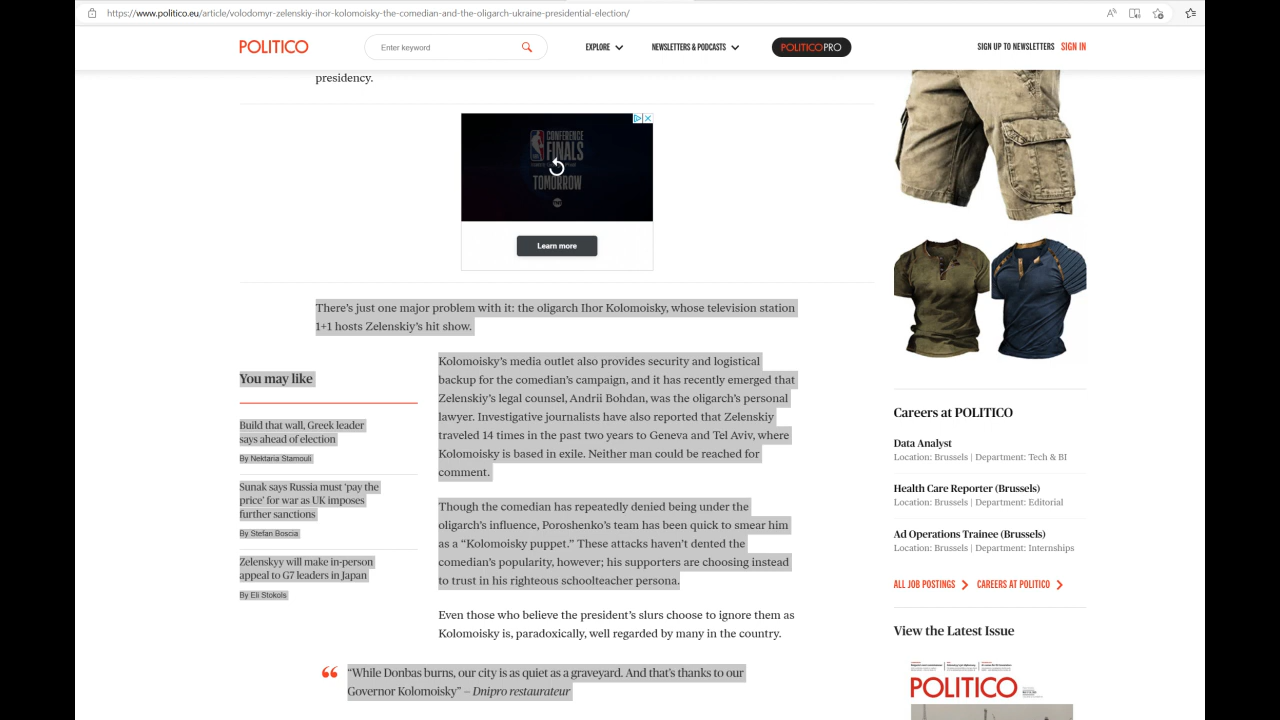 https://www.politico.eu/article/volodomyr-zelenskiy-ihor-kolomoisky-the-comedian-and-the-oligarch-ukraine-presidential-election/
POLITICO
Enter keyword
EXPLORE
NEWSLETTERS & PODCASTS
POLITICOPRO
SIGN UP TO NEWSLETTERS SIGN IN
presidency.
CONFERENCE
FINALS
TOMORROW
Learn more
There's just one major problem with it: the oligarch Ihor Kolomoisky, whose television station
1+1 hosts Zelenskiy's hit show.
You may like
Build that wall, Greek leader
says ahead of election
By Nektaria Stamouli
Sunak says Russia must 'pay the
price' for war as UK imposes
further sanctions
By Stefan Boscia
Zelenskyy will make in-person
appeal to G7 leaders in Japan
By Eli Stokols
Kolomoisky's media outlet also provides security and logistical
backup for the comedian's campaign, and it has recently emerged that
Zelenskiy's legal counsel, Andrii Bohdan, was the oligarch's personal
lawyer. Investigative journalists have also reported that Zelenskiy
traveled 14 times in the past two years to Geneva and Tel Aviv, where
Kolomoisky is based in exile. Neither man could be reached for
comment.
Though the comedian has repeatedly denied being under the
oligarch's influence, Poroshenko's team has been quick to smear him
as a “Kolomoisky puppet.” These attacks haven't dented the
comedian's popularity, however; his supporters are choosing instead
to trust in his righteous schoolteacher persona.
Even those who believe the president's slurs choose to ignore them as
Kolomoisky is, paradoxically, well regarded by many in the country.
“While Donbas burns, our city is as quiet as a graveyard. And that's thanks to our
Governor Kolomoisky” — Dnipro restaurateur
Careers at POLITICO
Data Analyst
Location: Brussels | Department: Tech & BI
Health Care Reporter (Brussels)
Location: Brussels | Department: Editorial
Ad Operations Trainee (Brussels)
Location: Brussels | Department: Internships
ALL JOB POSTINGS CAREERS AT POLITICO
View the Latest Issue
POLITICO